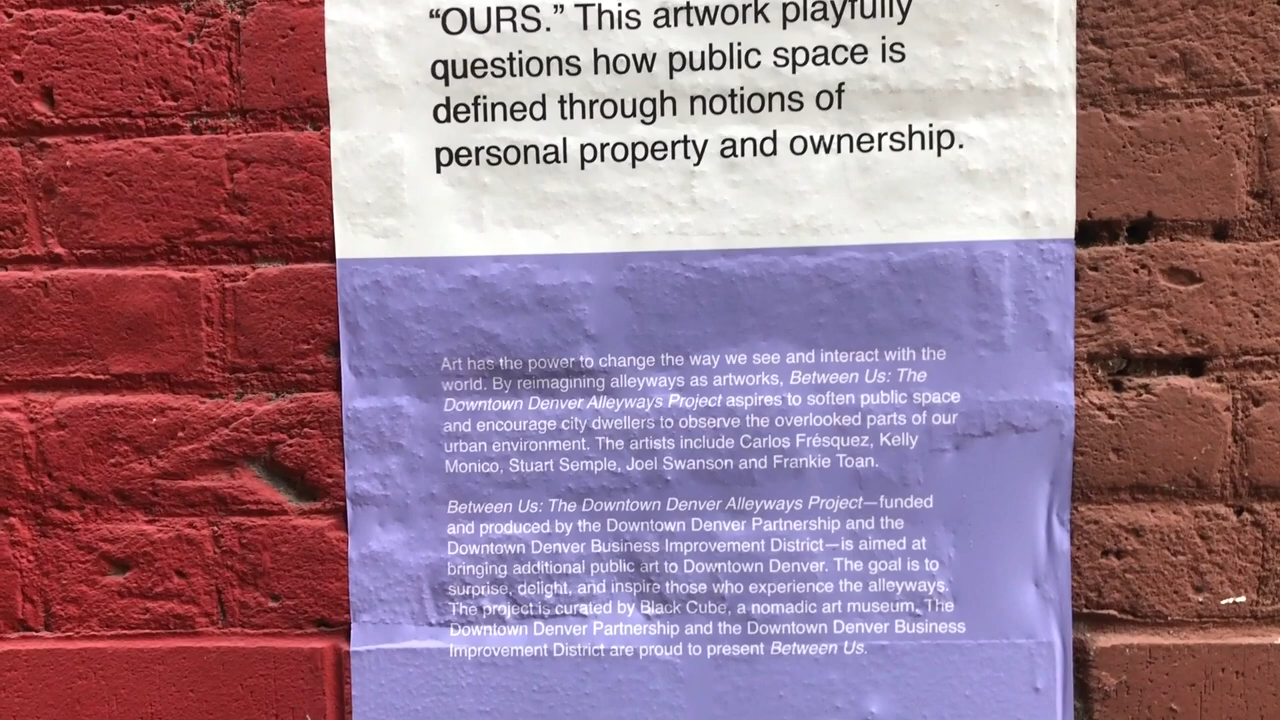 “OURS.” This artwork playfully
questions how public space is
defined through notions of
personal property and ownership.
Art has the power to change the way we see and interact with the
world. By reimagining alleyways as artworks, Between Us: The
Downtown Denver Alleyways Project aspires to soften public space
and encourage city dwellers to observe the overlooked parts of our
urban environment. The artists include Carlos Frésquez, Kelly
Monico, Stuart Semple, Joel Swanson and Frankie Toan.
Between Us: The Downtown Denver Alleyways Project—funded
and produced by the Downtown Denver Partnership and the
Downtown Denver Business Improvement District—is aimed at
bringing additional public art to Downtown Denver. The goal is to
surprise, delight, and inspire those who experience the alleyways.
The project is curated by Black Cube, a nomadic art museum. The
Downtown Denver Partnership and the Downtown Denver Business
Improvement District are proud to present Between Us.